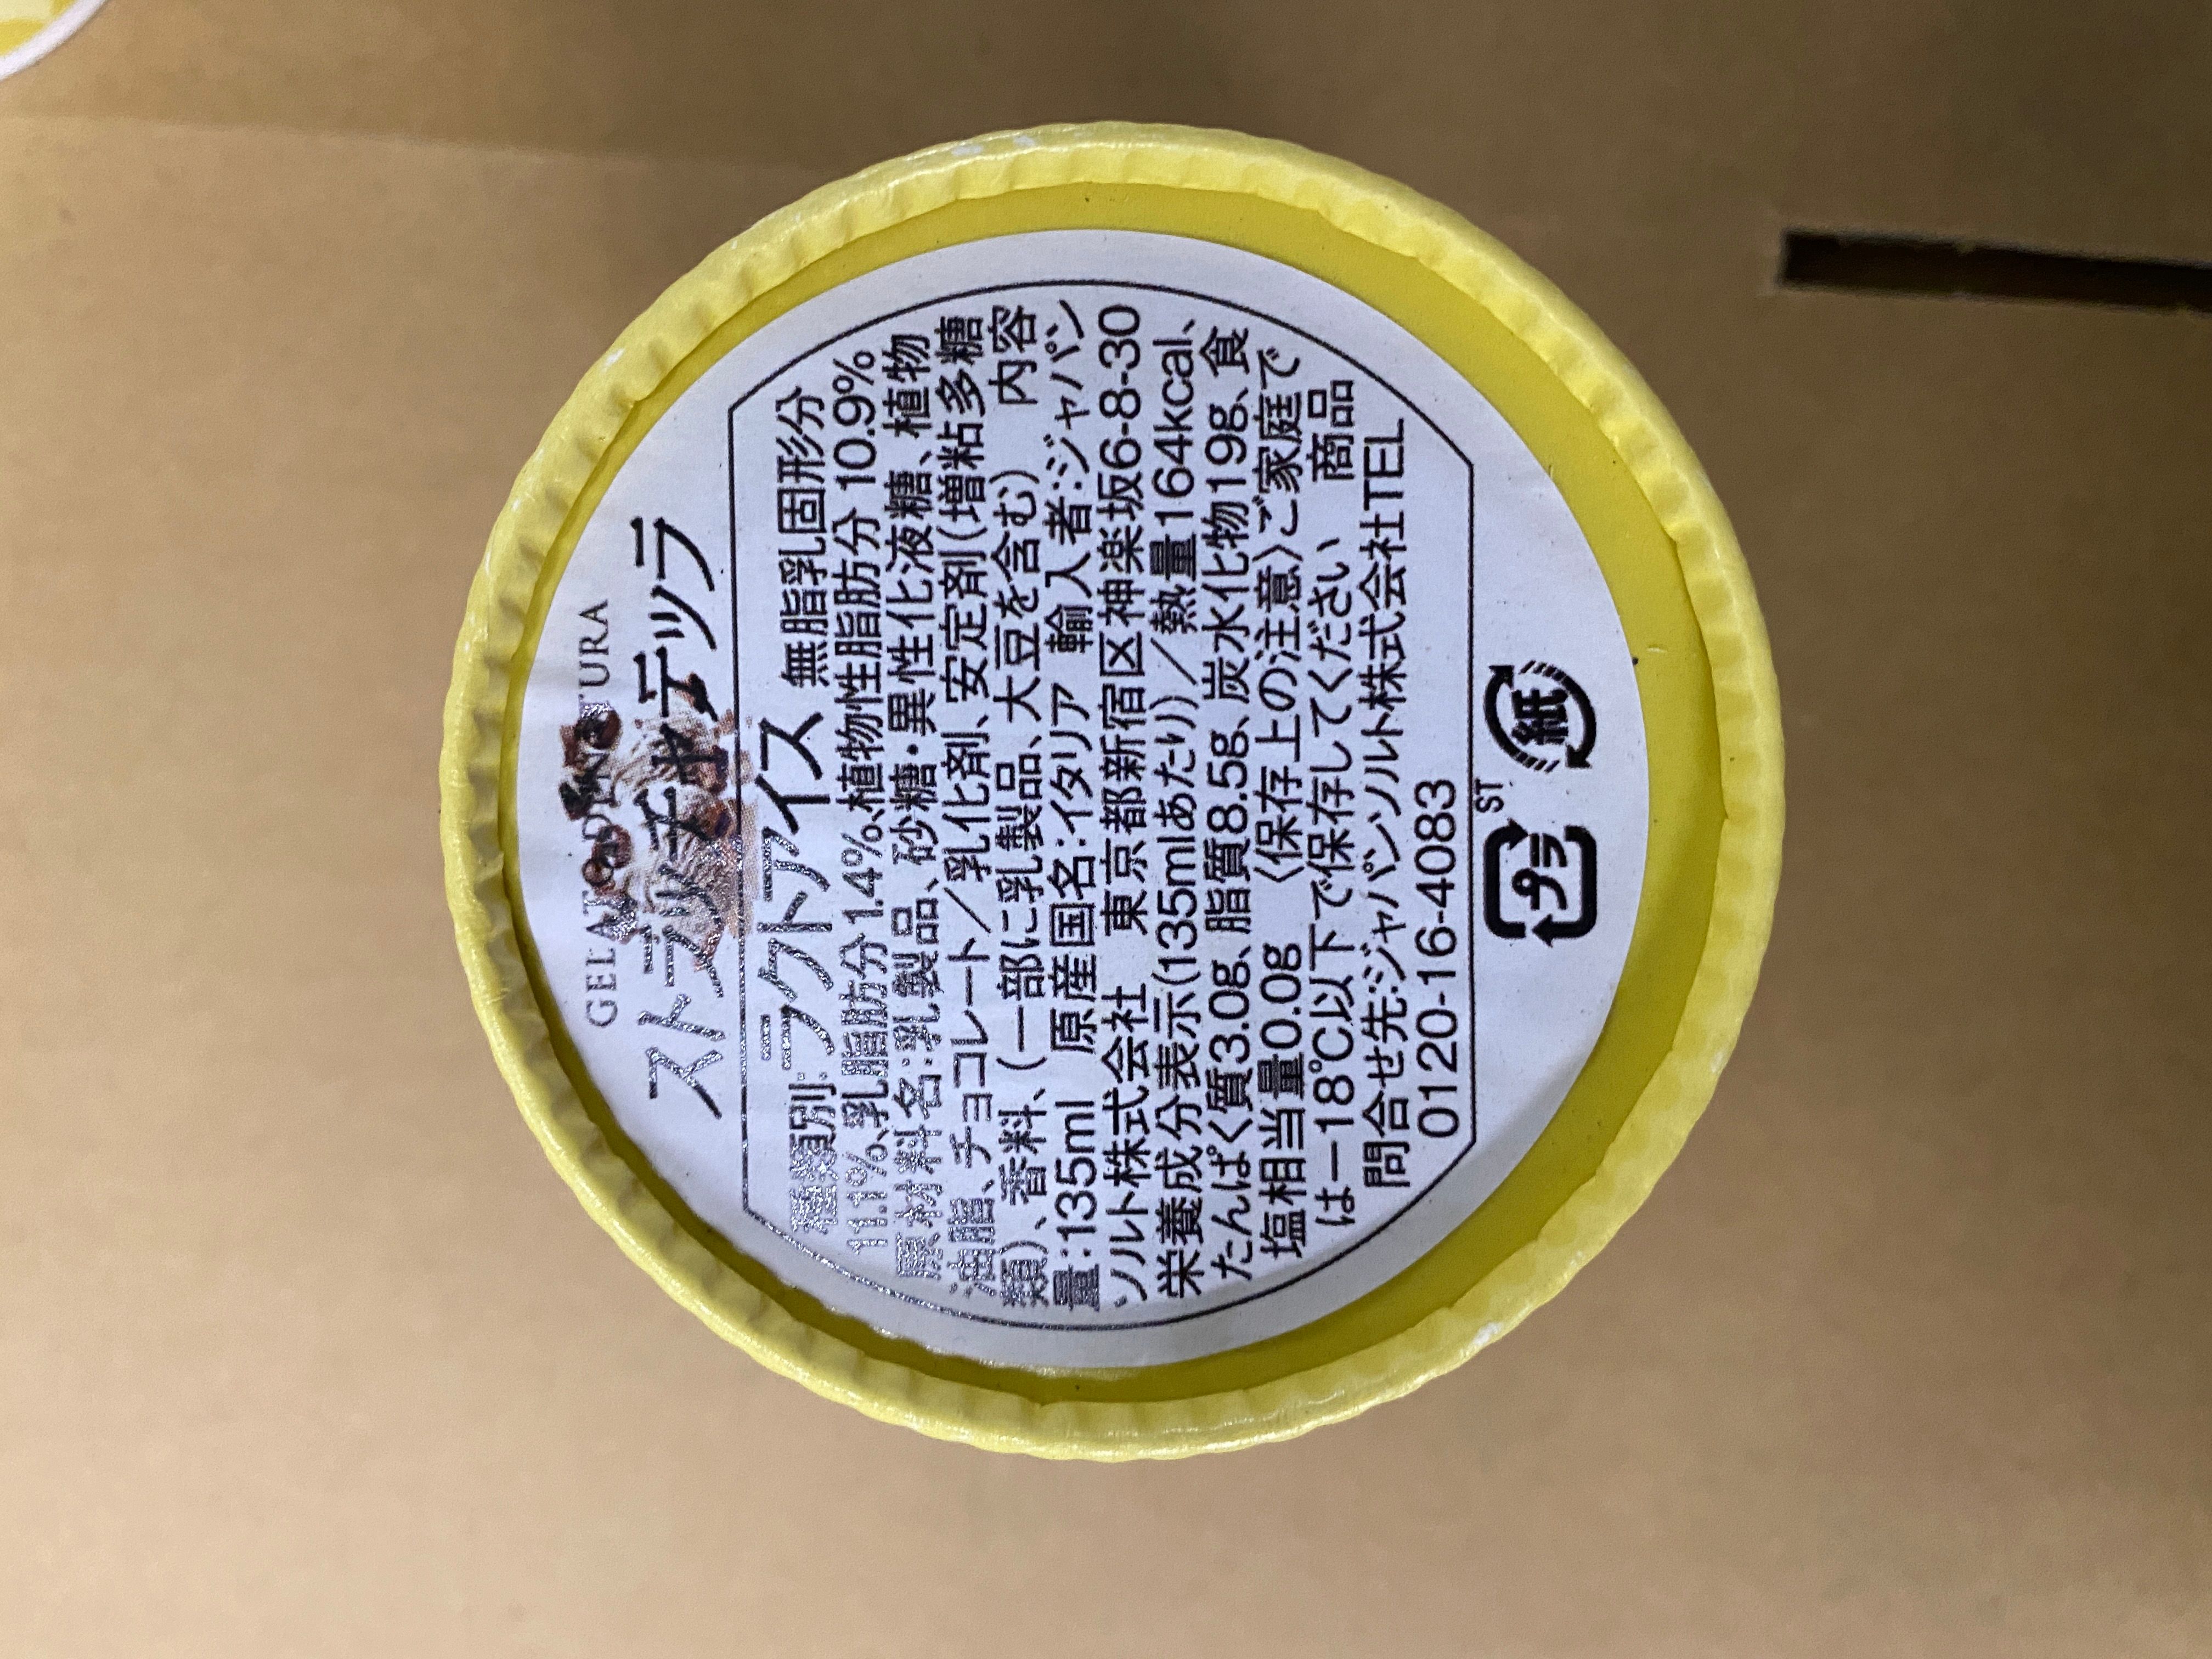 GELATO DI NATURA
ストラッチャテッラ
種類別:ラクトアイス 無脂乳固形分
11.1%、乳脂肪分1.4%、植物性脂肪分10.9%
原材料名:乳製品、砂糖・異性化液糖、植物
油脂、チョコレート/乳化剤、安定剤(増粘多糖
類)、香料、(一部に乳製品、大豆を含む) 内容
量:135ml 原産国名:イタリア 輸入者:ジャパン
ソルト株式会社 東京都新宿区神楽坂6-8-30
栄養成分表示(135mlあたり)/熱量164kcal、
たんぱく質3.0g、脂質8.5g、炭水化物19g、食
塩相当量0.0g 〈保存上の注意〉ご家庭で
は−18℃以下で保存してください 商品
問合せ先:ジャパンソルト株式会社TEL
0120-16-4083
プラ ST 紙